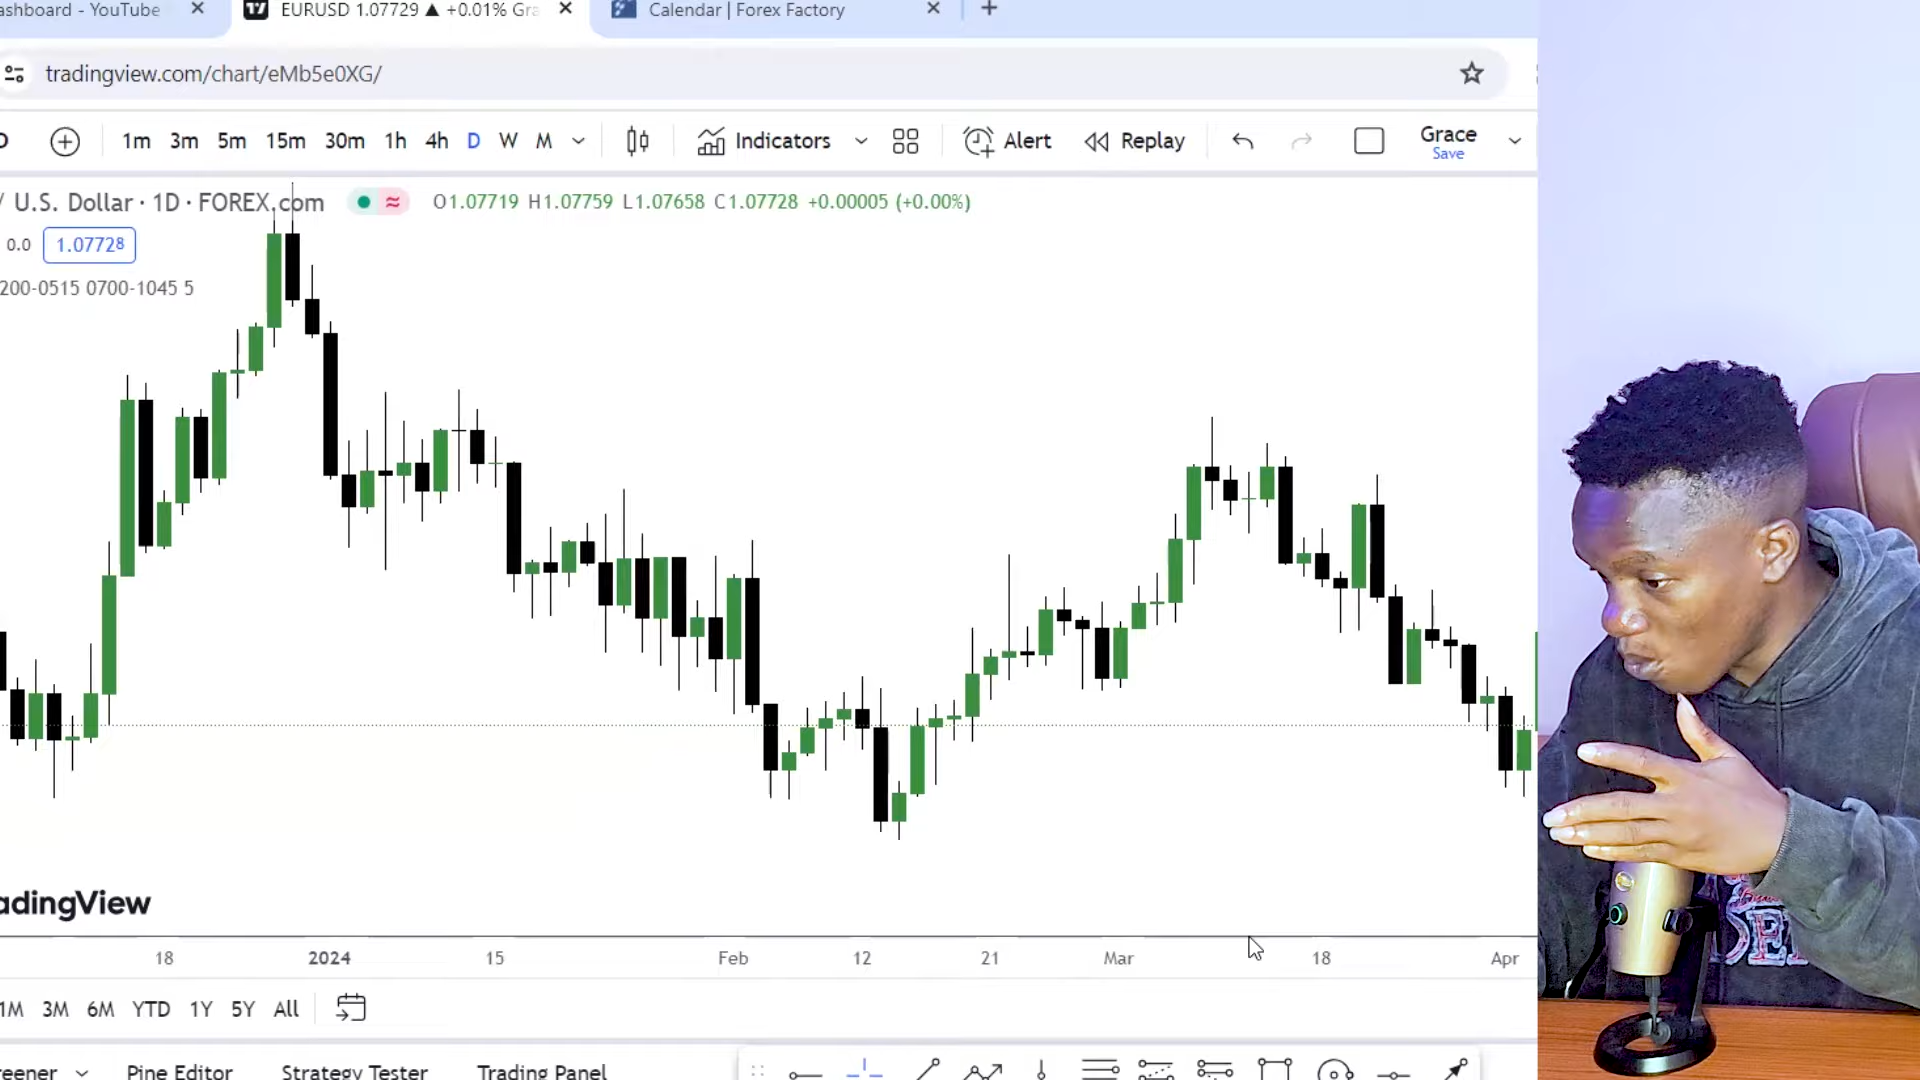 ashboard - YouTube
EURUSD 1.07729 ▲ +0.01% Gra
Calendar | Forex Factory
tradingview.com/chart/eMb5e0XG/
1m 3m 5m 15m 30m 1h 4h D W M Indicators Alert Replay Grace
Save
/ U.S. Dollar · 1D · FOREX.com O1.07719 H1.07759 L1.07658 C1.07728 +0.00005 (+0.00%)
0.0 1.07728
200-0515 0700-1045 5
adingView
18 2024 15 Feb 12 21 Mar 18 Apr
1M 3M 6M YTD 1Y 5Y All
eener Pine Editor Strategy Tester Trading Panel